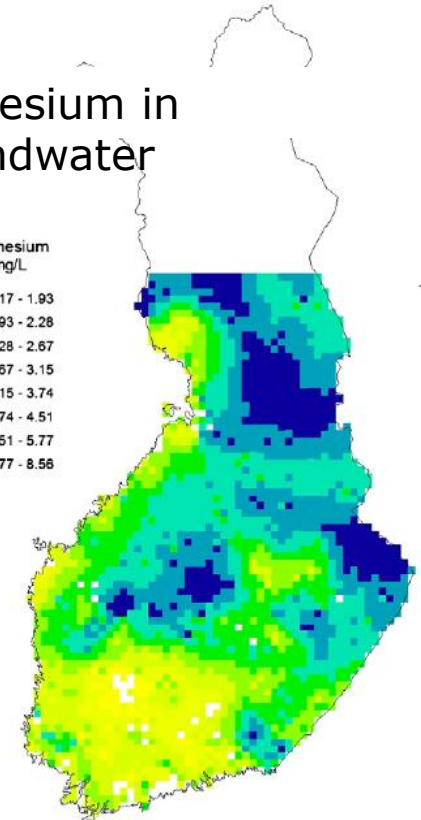 esium in
ndwater
nesium
ng/L
17 - 1.93
93 - 2.28
28 - 2.67
67 - 3.15
15 - 3.74
74 - 4.51
51 - 5.77
77 - 8.56